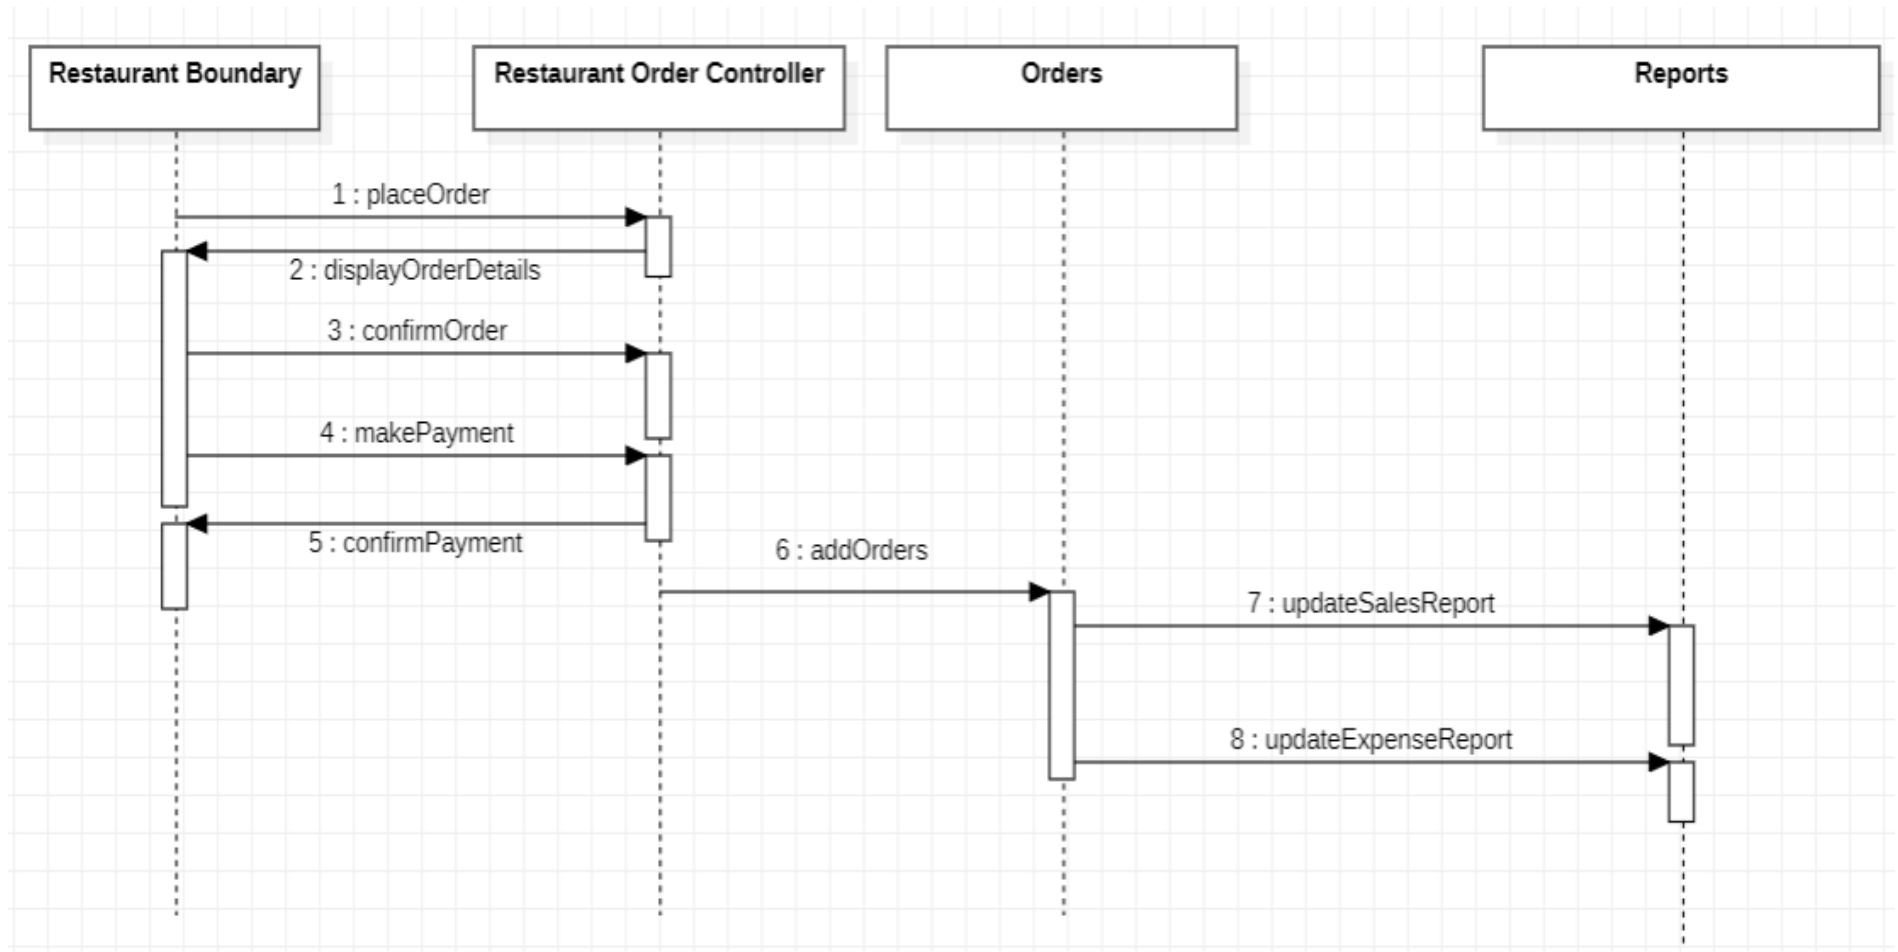 Restaurant Boundary
Restaurant Order Controller
Orders
Reports
1 : placeOrder
2 : displayOrderDetails
3 : confirmOrder
4 : makePayment
5 : confirmPayment
6 : addOrders
7 : updateSalesReport
8 : updateExpenseReport